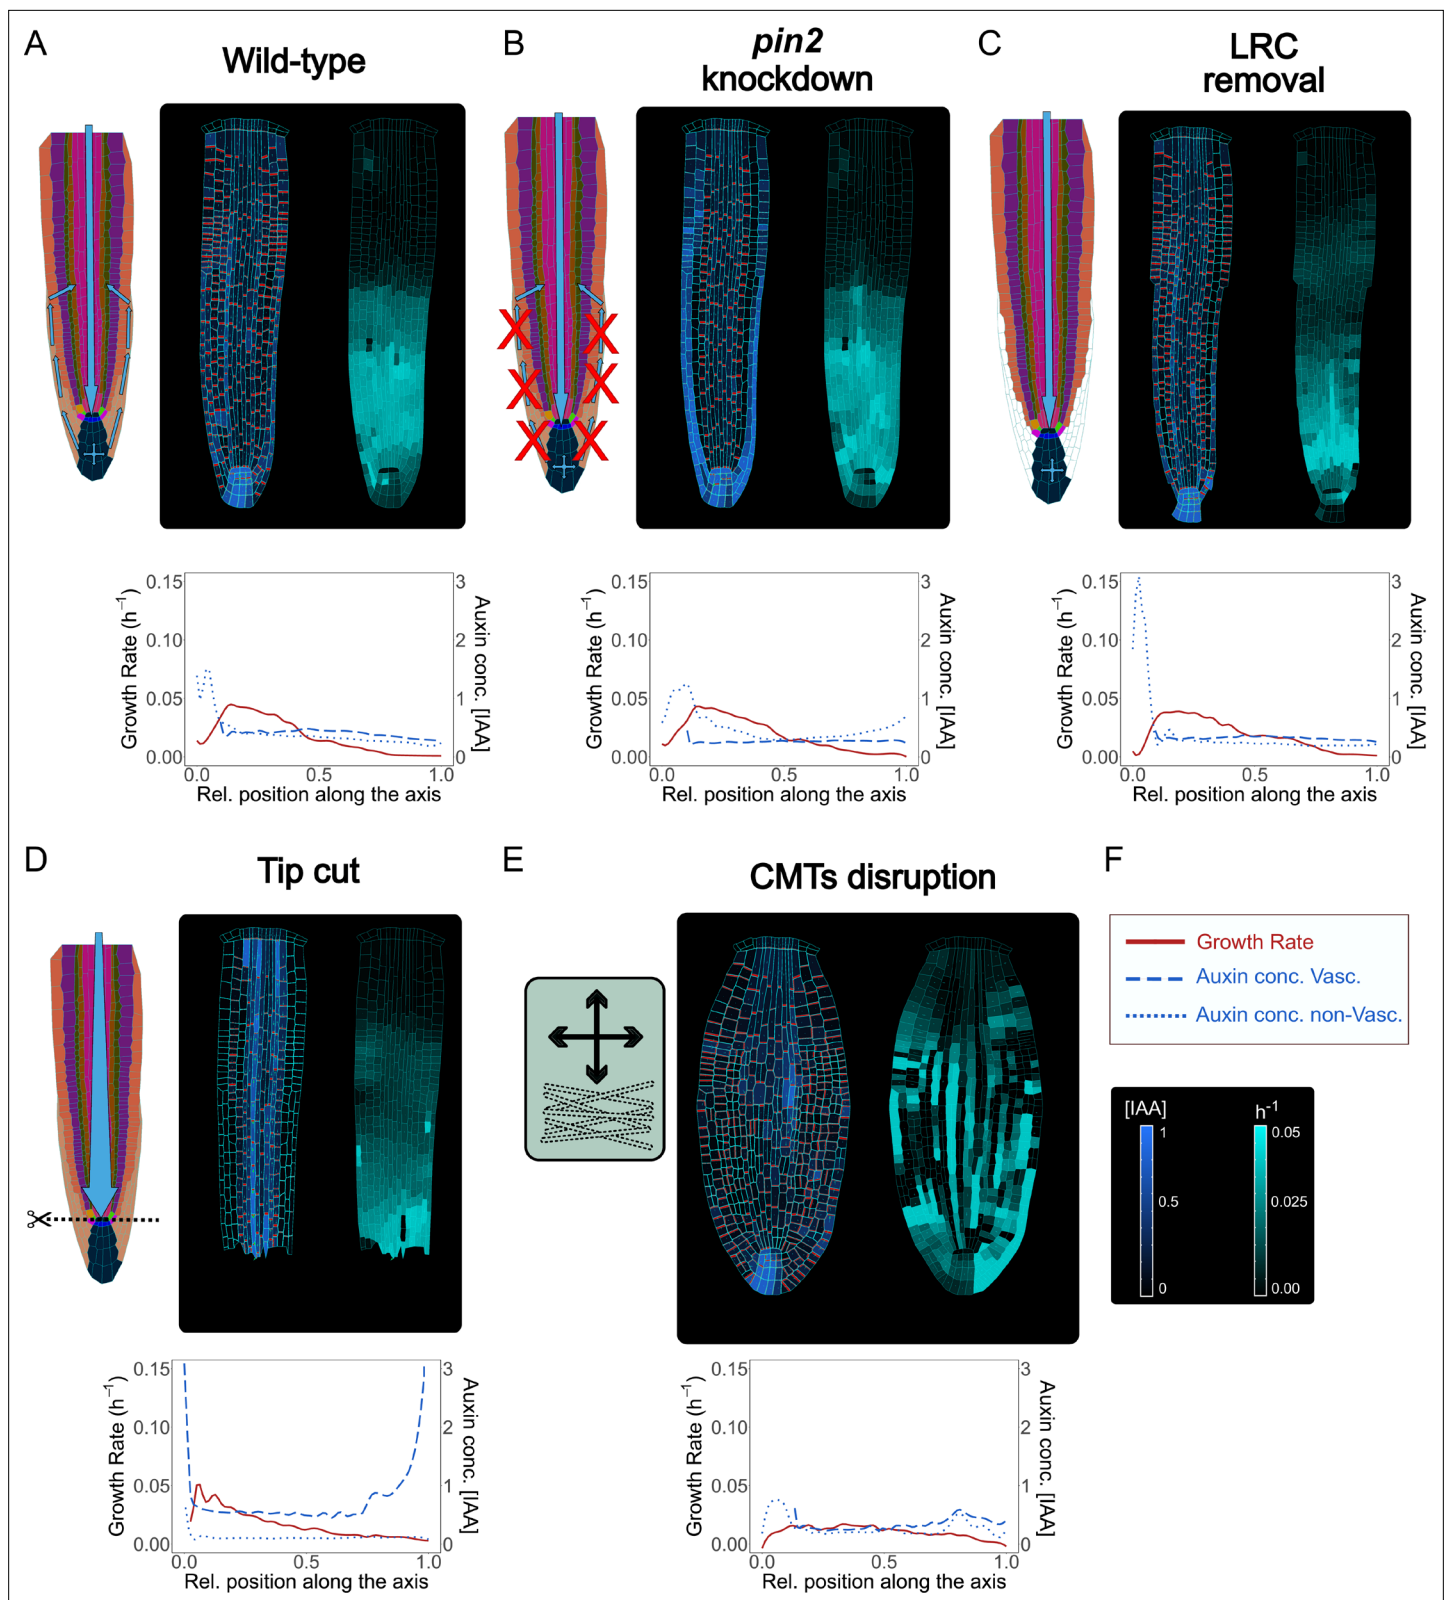 A
Wild-type
B
pin2
knockdown
C
LRC
removal
Growth Rate (h⁻¹)
0.15
0.10
0.05
0.00
3
2
1
0
Auxin conc. [IAA]
0.0
0.5
1.0
Rel. position along the axis
Growth Rate (h⁻¹)
0.15
0.10
0.05
0.00
3
2
1
0
Auxin conc. [IAA]
0.0
0.5
1.0
Rel. position along the axis
Growth Rate (h⁻¹)
0.15
0.10
0.05
0.00
3
2
1
0
Auxin conc. [IAA]
0.0
0.5
1.0
Rel. position along the axis
D
Tip cut
E
CMTs disruption
F
Growth Rate
Auxin conc. Vasc.
Auxin conc. non-Vasc.
[IAA]
1
0.5
0
h⁻¹
0.05
0.025
0.00
Growth Rate (h⁻¹)
0.15
0.10
0.05
0.00
3
2
1
0
Auxin conc. [IAA]
0.0
0.5
1.0
Rel. position along the axis
Growth Rate (h⁻¹)
0.15
0.10
0.05
0.00
3
2
1
0
Auxin conc. [IAA]
0.0
0.5
1.0
Rel. position along the axis